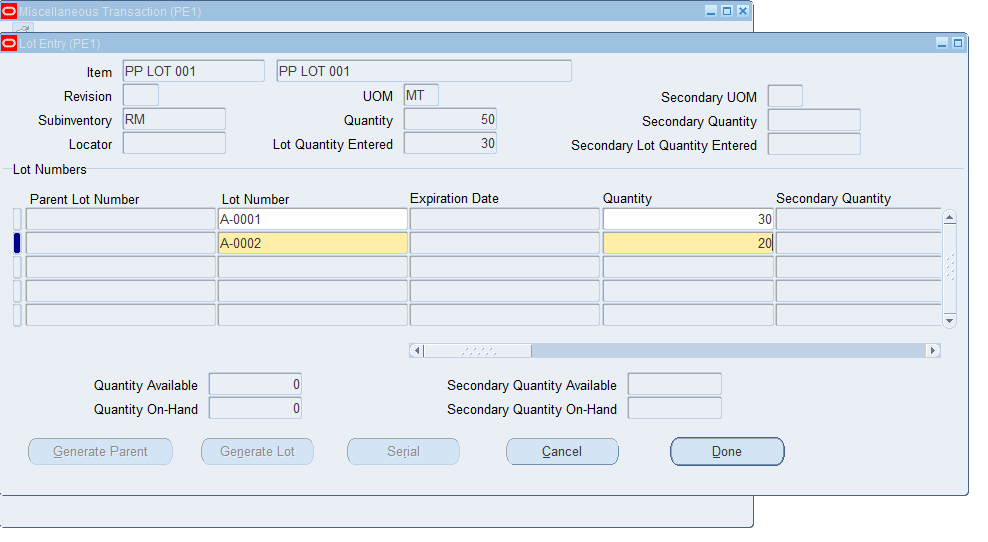 Miscellaneous Transaction (PE1)
Lot Entry (PE1)
Item PP LOT 001 PP LOT 001
Revision UOM MT Secondary UOM
Subinventory RM Quantity 50 Secondary Quantity
Locator Lot Quantity Entered 30 Secondary Lot Quantity Entered
Lot Numbers
Parent Lot Number Lot Number Expiration Date Quantity Secondary Quantity
A-0001 30
A-0002 20
Quantity Available 0 Secondary Quantity Available
Quantity On-Hand 0 Secondary Quantity On-Hand
Generate Parent Generate Lot Serial Cancel Done